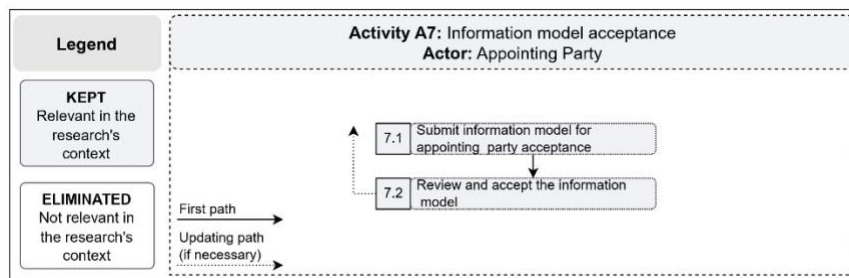 Legend
Activity A7: Information model acceptance
Actor: Appointing Party
KEPT
Relevant in the
research's
context
ELIMINATED
Not relevant in
the research's
context
First path
Updating path
(if necessary)
7.1
Submit information model for
appointing party acceptance
7.2
Review and accept the information
model